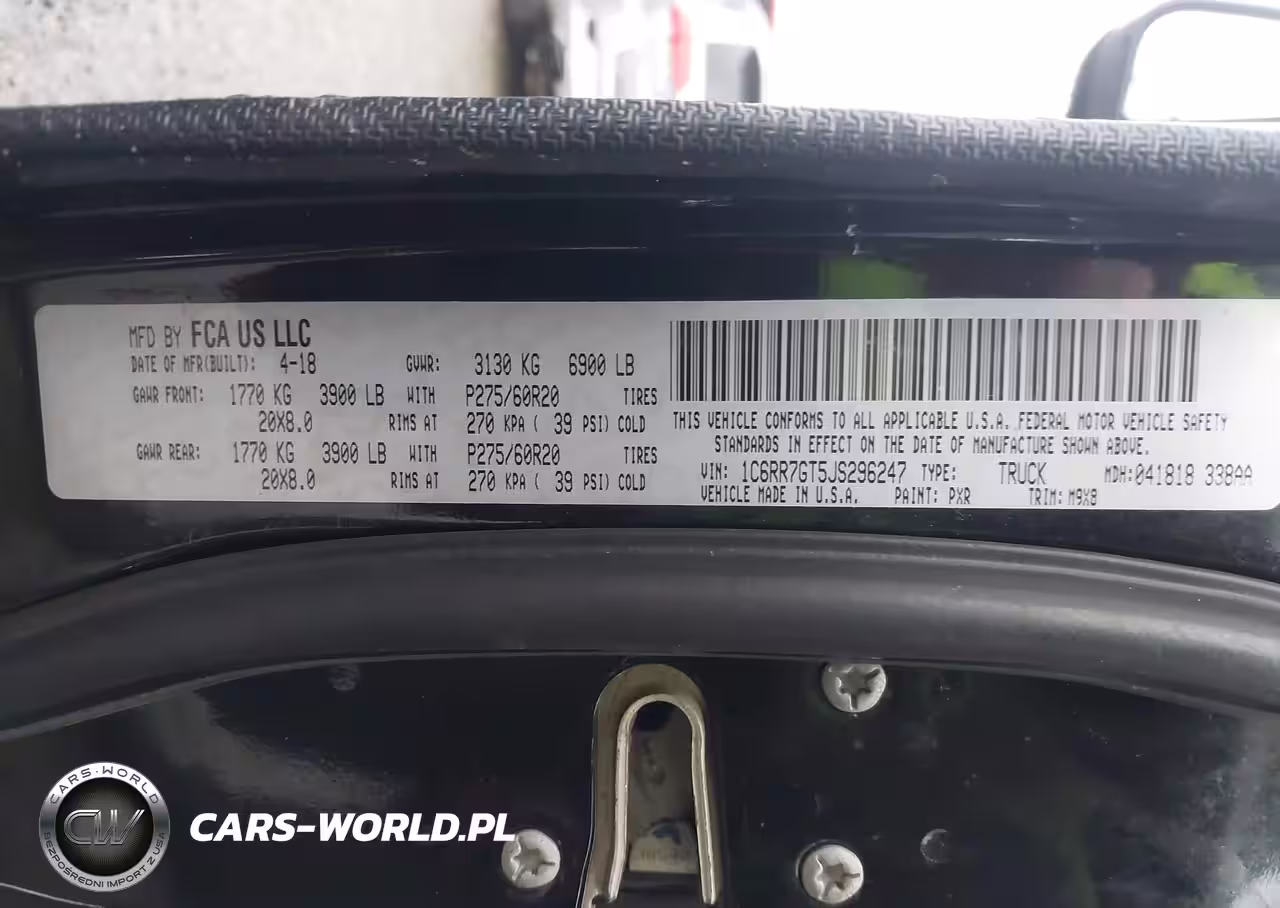 MFD BY FCA US LLC
DATE OF MFR(BUILT): 4-18 GVWR: 3130 KG 6900 LB
GAWR FRONT: 1770 KG 3900 LB WITH P275/60R20 TIRES
20X8.0 RIMS AT 270 KPA ( 39 PSI) COLD
GAWR REAR: 1770 KG 3900 LB WITH P275/60R20 TIRES
20X8.0 RIMS AT 270 KPA ( 39 PSI) COLD
THIS VEHICLE CONFORMS TO ALL APPLICABLE U.S.A. FEDERAL MOTOR VEHICLE SAFETY
STANDARDS IN EFFECT ON THE DATE OF MANUFACTURE SHOWN ABOVE.
VIN: 1C6RR7GT5JS296247 TYPE: TRUCK MDH:041818 338AA
VEHICLE MADE IN U.S.A. PAINT: PXR TRIM: M9X8
CARS-WORLD
CW
BEZPOŚREDNI IMPORT Z USA
CARS-WORLD.PL